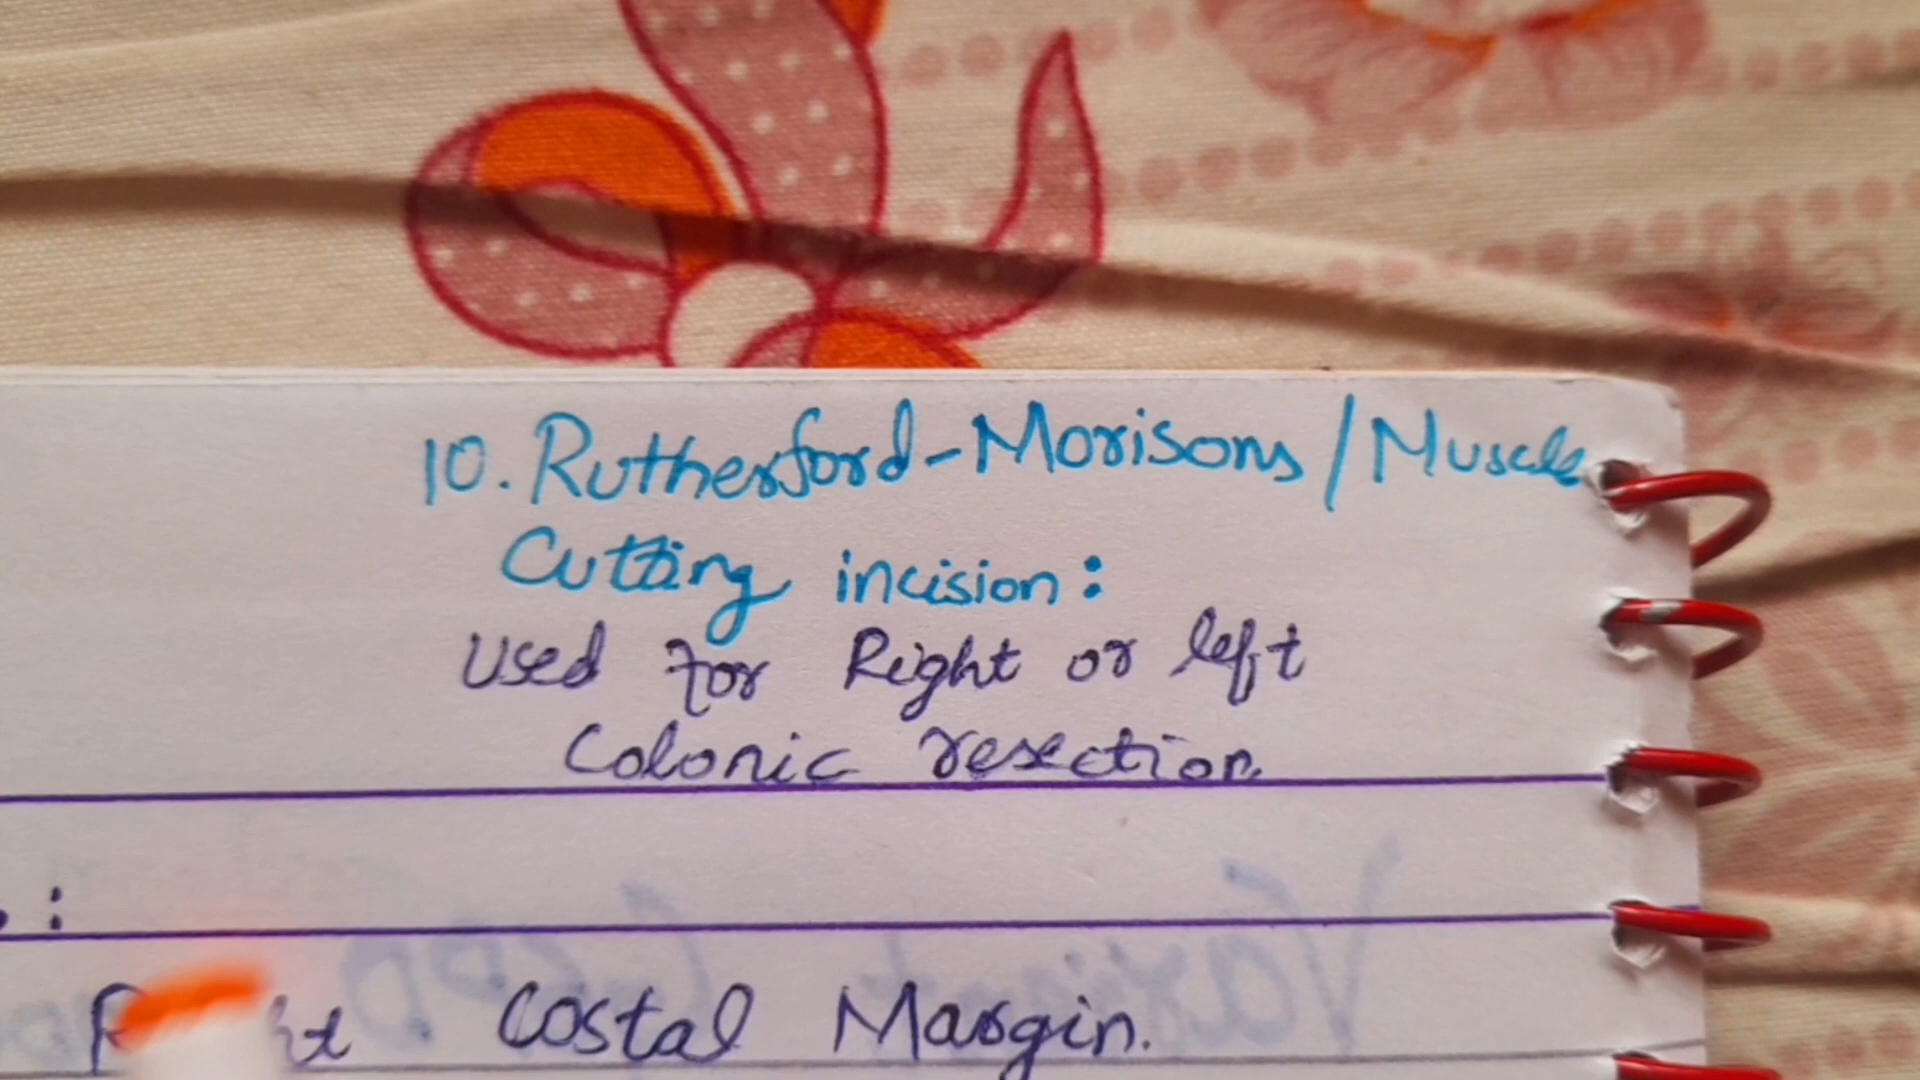 10. Rutherford-Morisons / Muscle
Cutting incision:
Used for Right or left
Colonic resection.
:
Costal Margin.